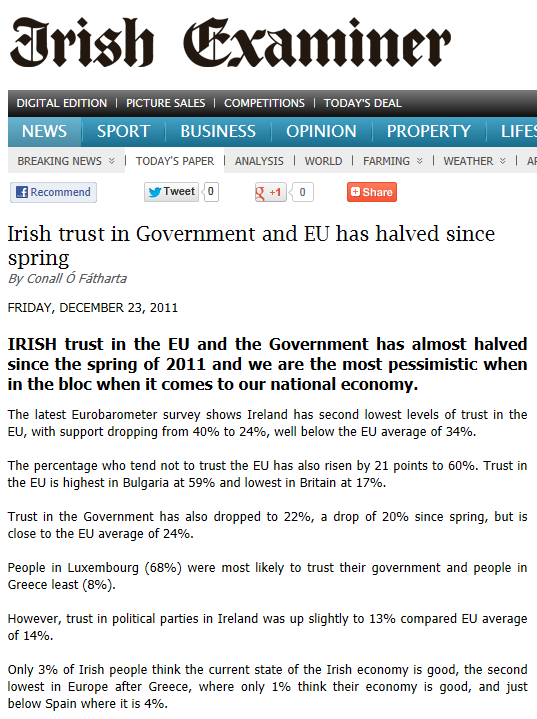 Irish Examiner
DIGITAL EDITION | PICTURE SALES | COMPETITIONS | TODAY'S DEAL
NEWS SPORT BUSINESS OPINION PROPERTY LIFES
BREAKING NEWS TODAY'S PAPER ANALYSIS WORLD FARMING WEATHER AF
Recommend Tweet 0 +1 0 Share
Irish trust in Government and EU has halved since
spring
By Conall Ó Fátharta
FRIDAY, DECEMBER 23, 2011
IRISH trust in the EU and the Government has almost halved
since the spring of 2011 and we are the most pessimistic when
in the bloc when it comes to our national economy.
The latest Eurobarometer survey shows Ireland has second lowest levels of trust in the
EU, with support dropping from 40% to 24%, well below the EU average of 34%.
The percentage who tend not to trust the EU has also risen by 21 points to 60%. Trust in
the EU is highest in Bulgaria at 59% and lowest in Britain at 17%.
Trust in the Government has also dropped to 22%, a drop of 20% since spring, but is
close to the EU average of 24%.
People in Luxembourg (68%) were most likely to trust their government and people in
Greece least (8%).
However, trust in political parties in Ireland was up slightly to 13% compared EU average
of 14%.
Only 3% of Irish people think the current state of the Irish economy is good, the second
lowest in Europe after Greece, where only 1% think their economy is good, and just
below Spain where it is 4%.